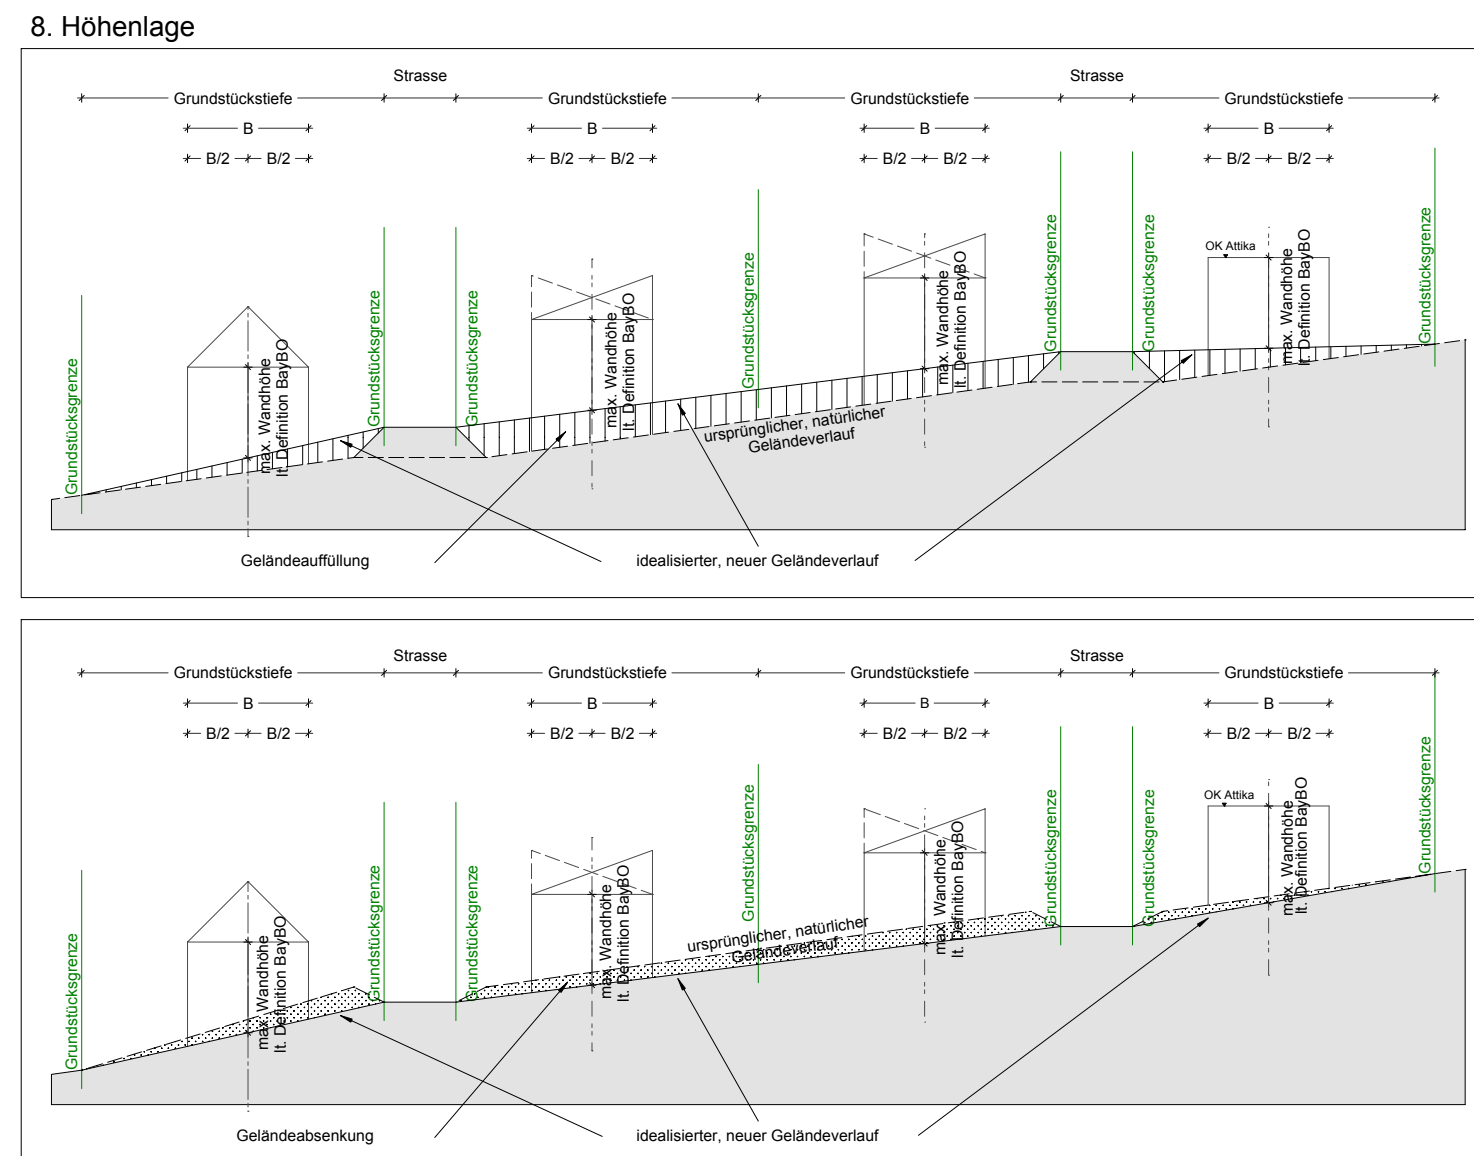 8. Höhenlage
Strasse
Strasse
Grundstückstiefe
Grundstückstiefe
Grundstückstiefe
Grundstückstiefe
B
B
B
B
B/2
B/2
B/2
B/2
B/2
B/2
B/2
B/2
Grundstücksgrenze
max. Wandhöhe
lt. Definition BayBO
Grundstücksgrenze
Grundstücksgrenze
max. Wandhöhe
lt. Definition BayBO
Grundstücksgrenze
ursprünglicher, natürlicher
Geländeverlauf
max. Wandhöhe
lt. Definition BayBO
Grundstücksgrenze
Grundstücksgrenze
OK Attika
max. Wandhöhe
lt. Definition BayBO
Grundstücksgrenze
Geländeauffüllung
idealisierter, neuer Geländeverlauf
Strasse
Strasse
Grundstückstiefe
Grundstückstiefe
Grundstückstiefe
Grundstückstiefe
B
B
B
B
B/2
B/2
B/2
B/2
B/2
B/2
B/2
B/2
Grundstücksgrenze
max. Wandhöhe
lt. Definition BayBO
Grundstücksgrenze
Grundstücksgrenze
max. Wandhöhe
lt. Definition BayBO
Grundstücksgrenze
ursprünglicher, natürlicher
Geländeverlauf
max. Wandhöhe
lt. Definition BayBO
Grundstücksgrenze
Grundstücksgrenze
OK Attika
max. Wandhöhe
lt. Definition BayBO
Grundstücksgrenze
Geländeabsenkung
idealisierter, neuer Geländeverlauf